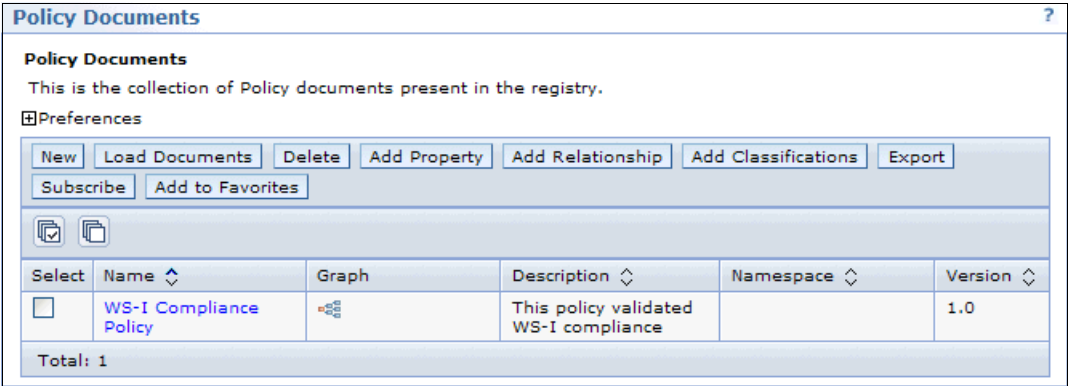 Policy Documents ?
Policy Documents
This is the collection of Policy documents present in the registry.
Preferences
New Load Documents Delete Add Property Add Relationship Add Classifications Export
Subscribe Add to Favorites
Select Name Graph Description Namespace Version
WS-I Compliance This policy validated 1.0
Policy WS-I compliance
Total: 1